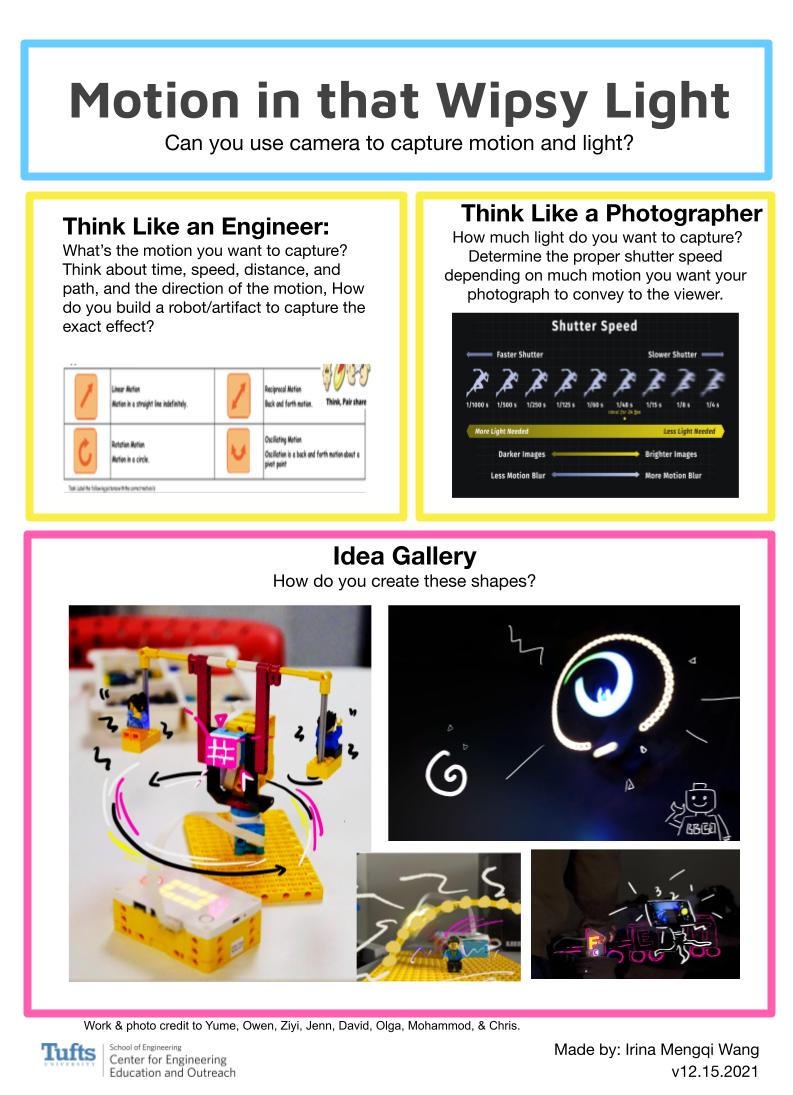 Motion in that Wipsy Light
Can you use camera to capture motion and light?
Think Like an Engineer:
What's the motion you want to capture?
Think about time, speed, distance, and
path, and the direction of the motion, How
do you build a robot/artifact to capture the
exact effect?
Linear Motion
Motion in a straight line indefinitely.
Reciprocal Motion
Back and forth motion.
Think, Pair share
Rotation Motion
Motion in a circle.
Oscillating Motion
Oscillation is a back and forth motion about a
pivot point
Task: Label the following pictures with the correct motion/s
Think Like a Photographer
How much light do you want to capture?
Determine the proper shutter speed
depending on much motion you want your
photograph to convey to the viewer.
Shutter Speed
Faster Shutter
Slower Shutter
1/1000 s 1/500 s 1/250 s 1/125 s 1/60 s 1/48 s 1/15 s 1/8 s 1/4 s
Ideal for 24 fps
More Light Needed
Less Light Needed
Darker Images
Brighter Images
Less Motion Blur
More Motion Blur
Idea Gallery
How do you create these shapes?
LEGO
3 2 1
F
E
Work & photo credit to Yume, Owen, Ziyi, Jenn, David, Olga, Mohammod, & Chris.
Tufts
UNIVERSITY
School of Engineering
Center for Engineering
Education and Outreach
Made by: Irina Mengqi Wang
v12.15.2021